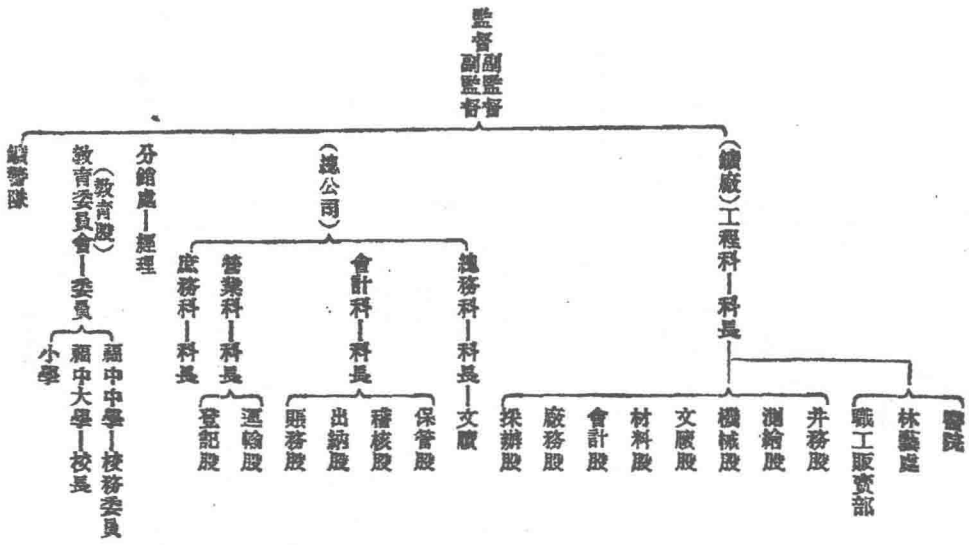 監督
副監督
副監督
(鑛廠)工程科—科長
醫院
林藝處
職工販賣部
井務股
測繪股
機械股
文牘股
材料股
會計股
廠務股
採辦股
(總公司)
總務科—科長—文牘
會計科—科長
保管股
稽核股
出納股
賬務股
營業科—科長
運輸股
登記股
庶務科—科長
分銷處—經理
(教育股)
教育委員會—委員
福中中學—校務委員
福中大學—校長
小學
鑛警隊